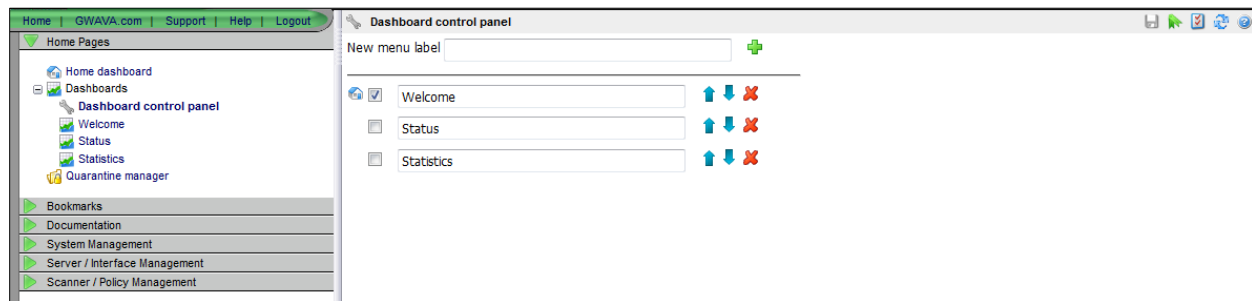 Home | GWAVA.com | Support | Help | Logout
Home Pages
Home dashboard
Dashboards
Dashboard control panel
Welcome
Status
Statistics
Quarantine manager
Bookmarks
Documentation
System Management
Server / Interface Management
Scanner / Policy Management
Dashboard control panel
New menu label
Welcome
Status
Statistics